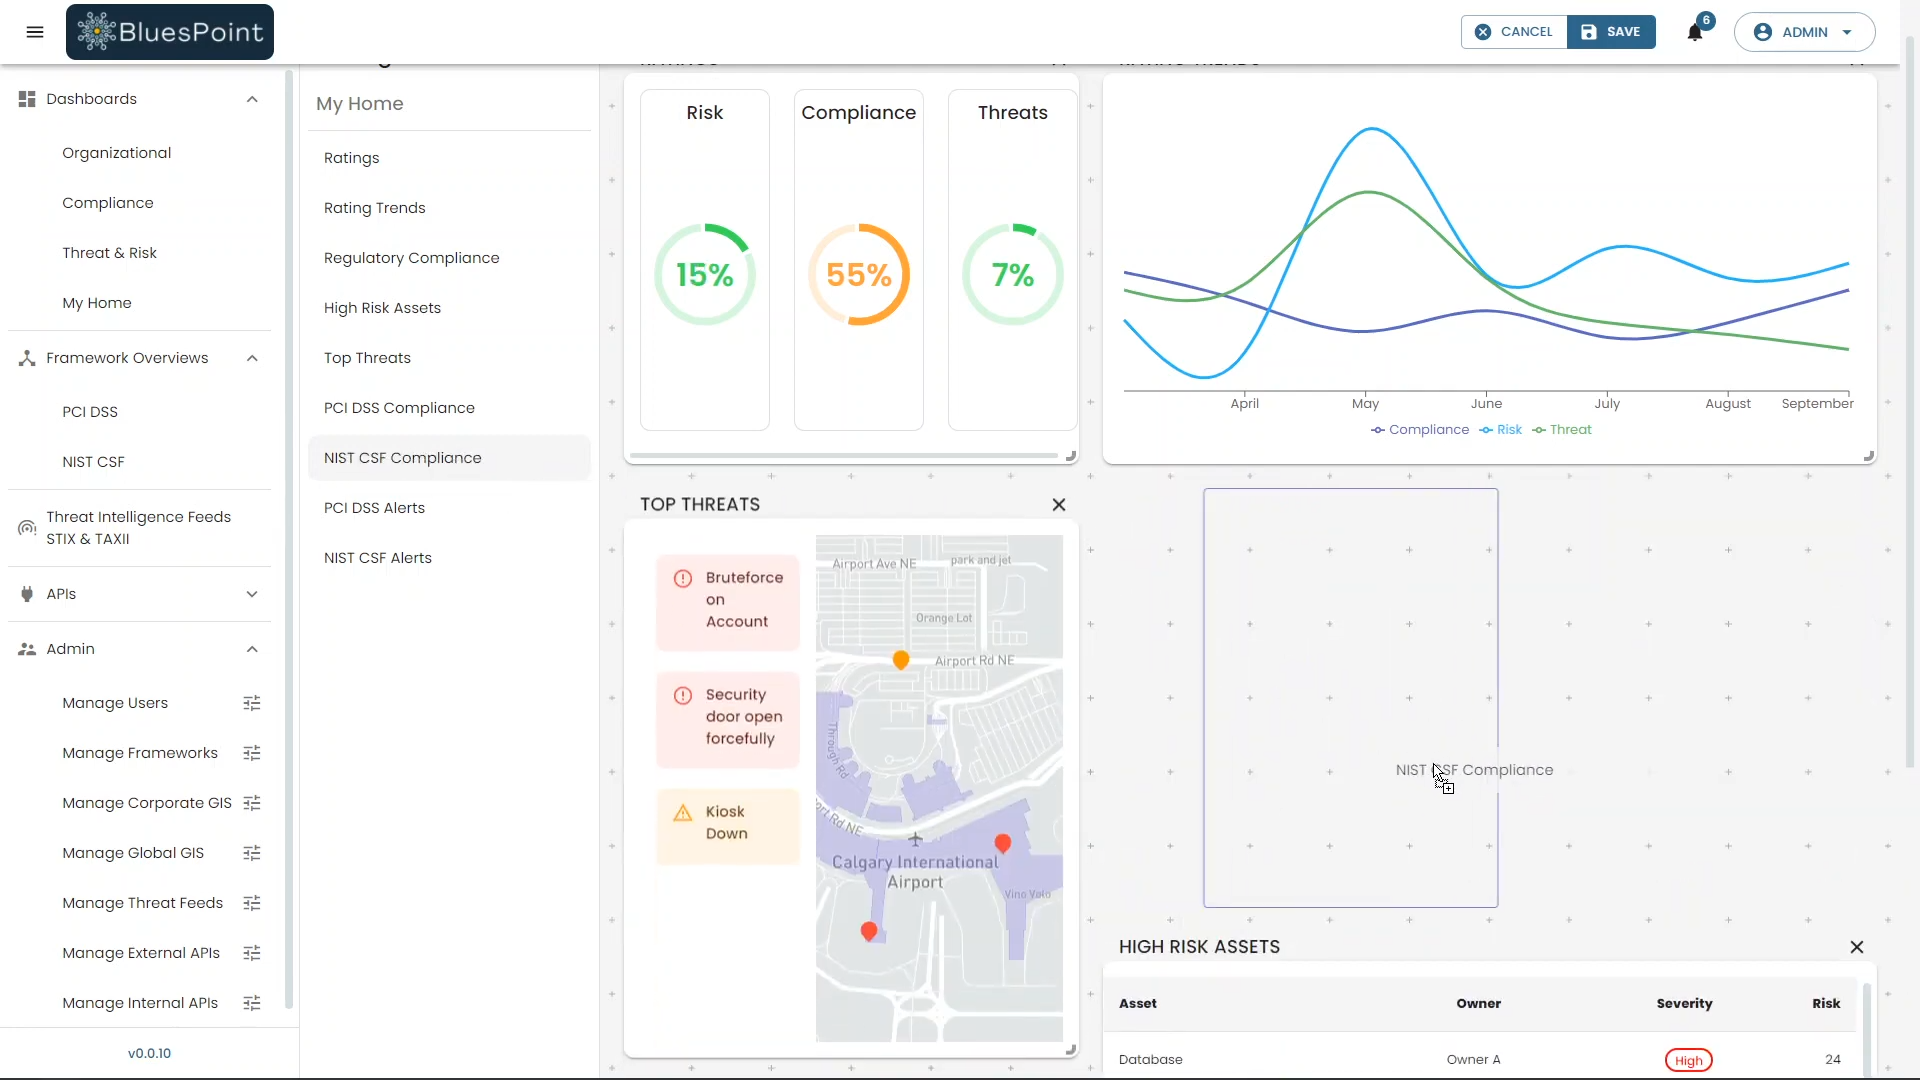 BluesPoint
CANCEL
SAVE
6
ADMIN
Dashboards
Organizational
Compliance
Threat & Risk
My Home
Framework Overviews
PCI DSS
NIST CSF
Threat Intelligence Feeds
STIX & TAXII
APIs
Admin
Manage Users
Manage Frameworks
Manage Corporate GIS
Manage Global GIS
Manage Threat Feeds
Manage External APIs
Manage Internal APIs
v0.0.10
My Home
Ratings
Rating Trends
Regulatory Compliance
High Risk Assets
Top Threats
PCI DSS Compliance
NIST CSF Compliance
PCI DSS Alerts
NIST CSF Alerts
Risk
15%
Compliance
55%
Threats
7%
April May June July August September
Compliance Risk Threat
TOP THREATS
Bruteforce
on
Account
Security
door open
forcefully
Kiosk
Down
Airport Ave NE
park and jet
Orange Lot
Airport Rd NE
Through Rd
ort Rd NE
Calgary International
Airport
Vino Volo
NIST CSF Compliance
HIGH RISK ASSETS
Asset Owner Severity Risk
Database Owner A High 24